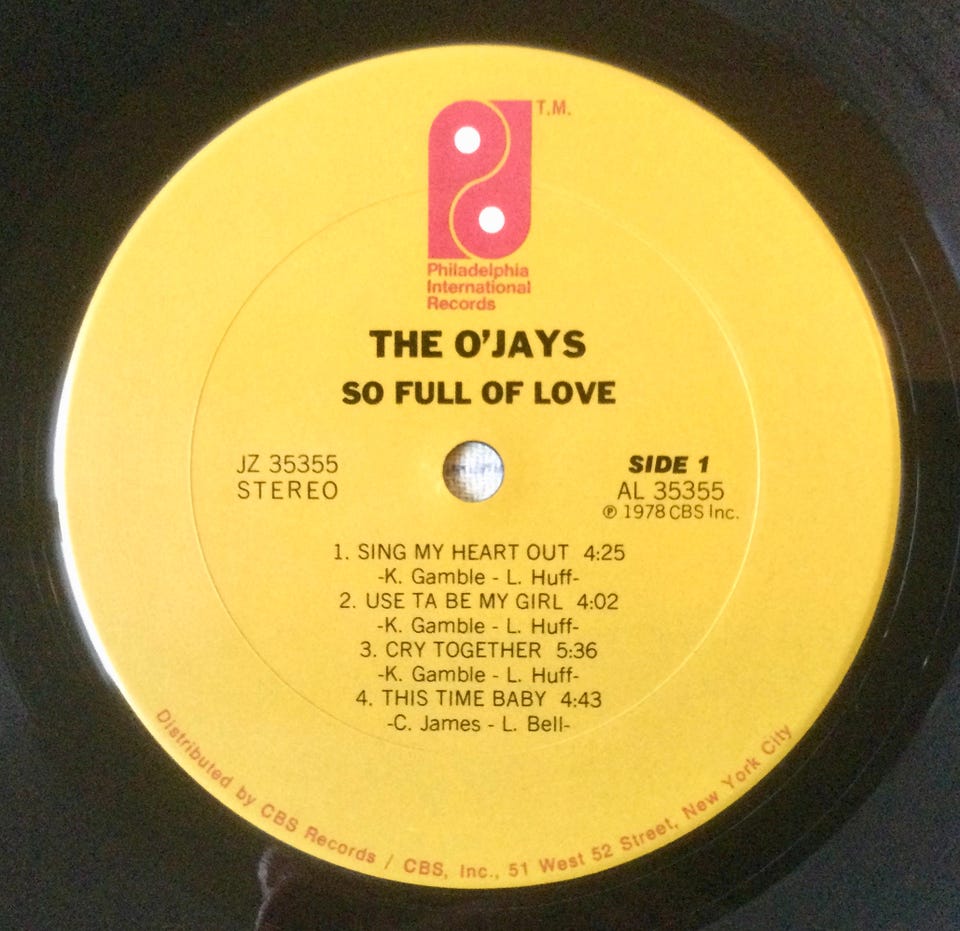 T.M.
Philadelphia
International
Records
THE O'JAYS
SO FULL OF LOVE
JZ 35355
STEREO
SIDE 1
AL 35355
℗ 1978 CBS Inc.
1. SING MY HEART OUT 4:25
-K. Gamble - L. Huff-
2. USE TA BE MY GIRL 4:02
-K. Gamble - L. Huff-
3. CRY TOGETHER 5:36
-K. Gamble - L. Huff-
4. THIS TIME BABY 4:43
-C. James - L. Bell-
Distributed by CBS Records / CBS, Inc., 51 West 52 Street, New York City